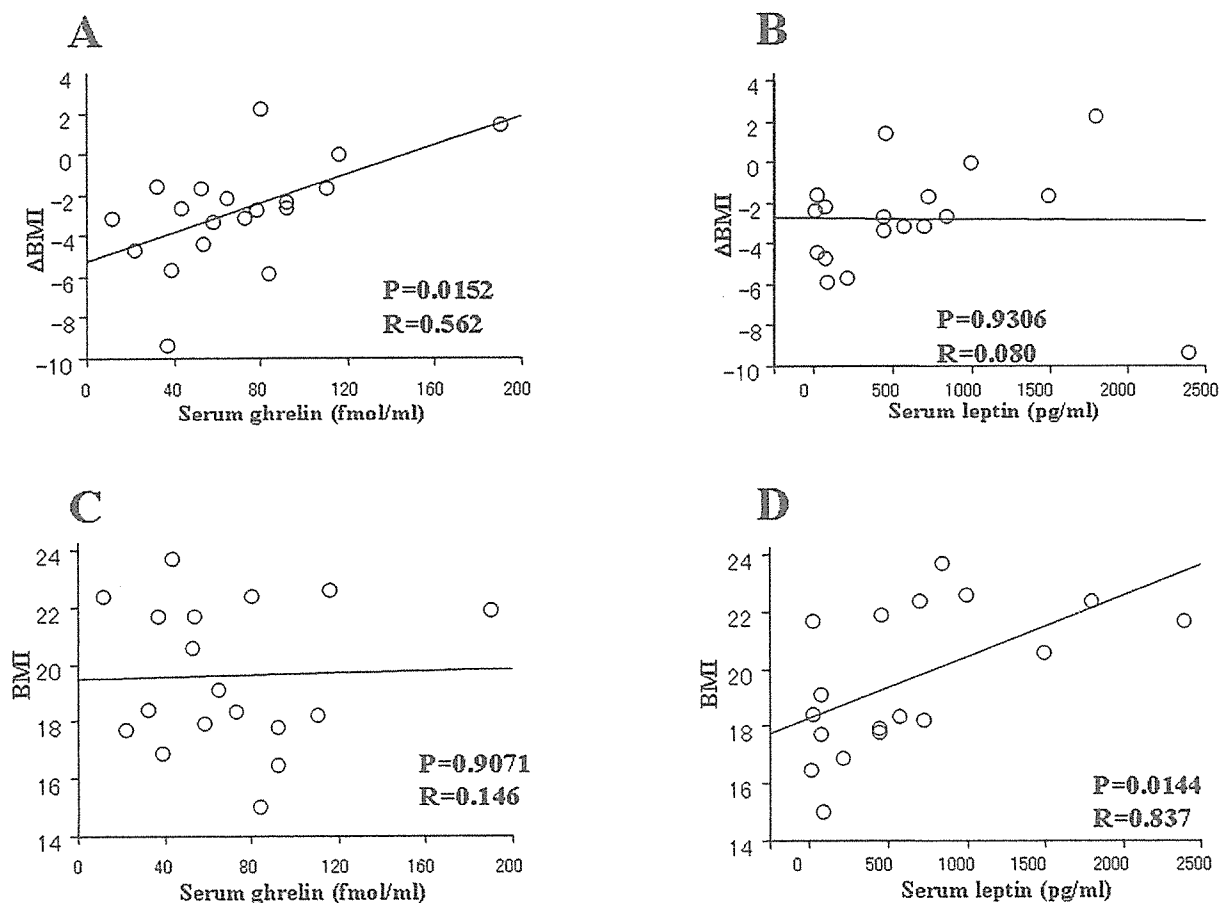 A
4
2
0
-2
-4
-6
-8
-10
ΔBMI
P=0.0152
R=0.562
0 40 80 120 160 200
Serum ghrelin (fmol/ml)
B
4
2
0
-2
-4
-6
-8
-10
ΔBMI
P=0.9306
R=0.080
0 500 1000 1500 2000 2500
Serum leptin (pg/ml)
C
24
22
20
18
16
14
BMI
P=0.9071
R=0.146
0 40 80 120 160 200
Serum ghrelin (fmol/ml)
D
24
22
20
18
16
14
BMI
P=0.0144
R=0.837
0 500 1000 1500 2000 2500
Serum leptin (pg/ml)